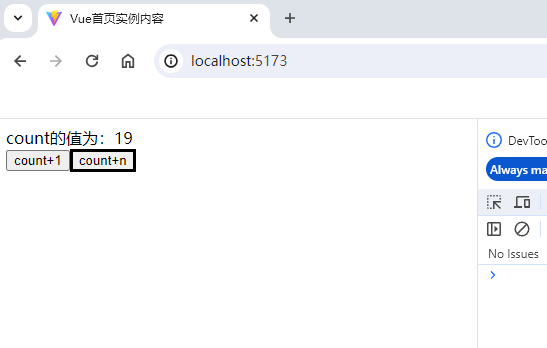 Vue首页实例内容
localhost:5173
count的值为：19
count+1 count+n
DevToo
Always ma
No Issues